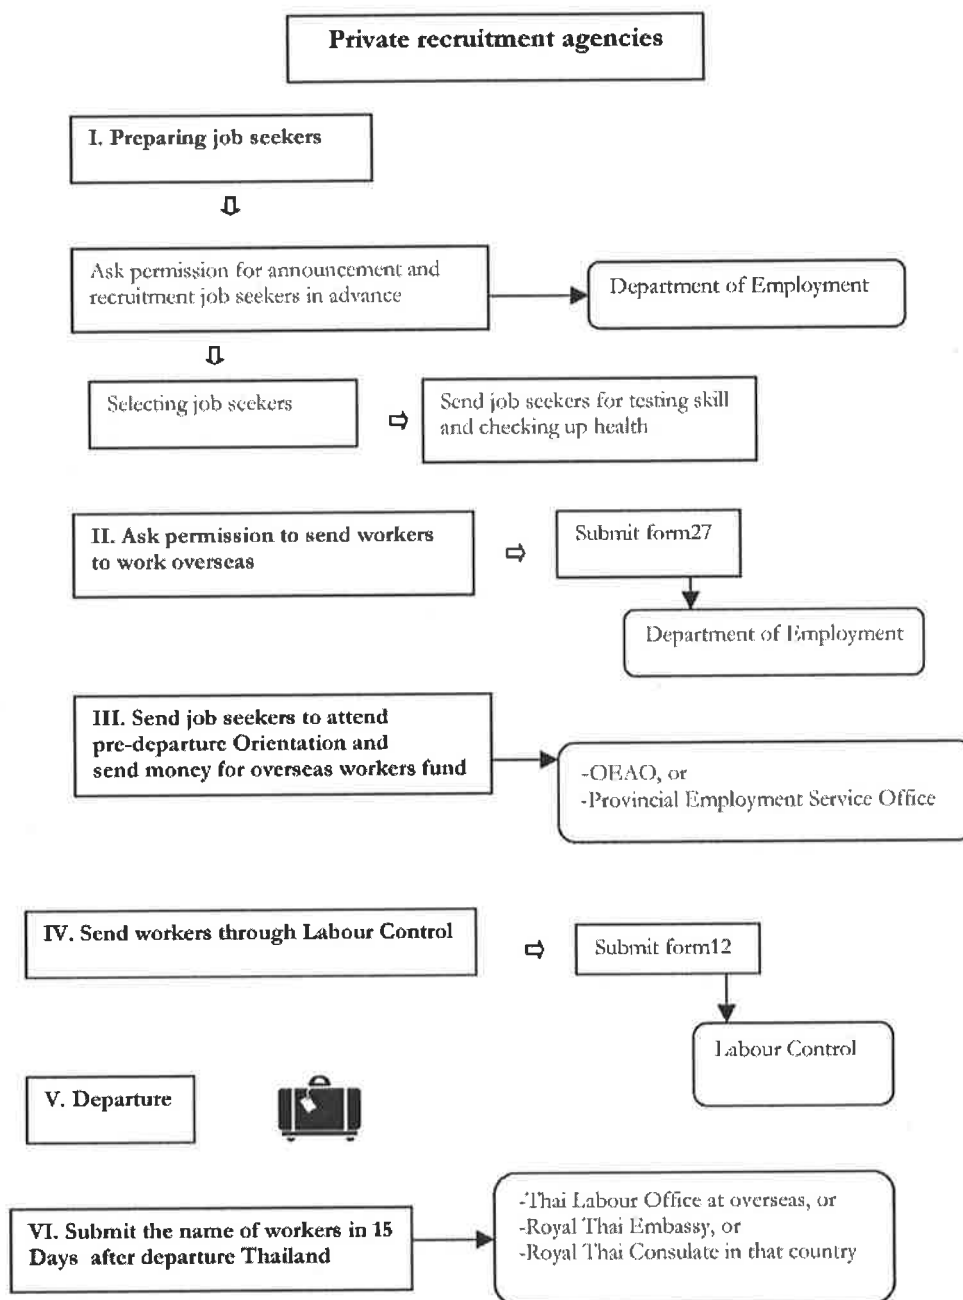 Private recruitment agencies
I. Preparing job seekers
Ask permission for announcement and
recruitment job seekers in advance
Department of Employment
Selecting job seekers
Send job seekers for testing skill
and checking up health
II. Ask permission to send workers
to work overseas
Submit form27
Department of Employment
III. Send job seekers to attend
pre-departure Orientation and
send money for overseas workers fund
-OEAO, or
-Provincial Employment Service Office
IV. Send workers through Labour Control
Submit form12
Labour Control
V. Departure
VI. Submit the name of workers in 15
Days after departure Thailand
-Thai Labour Office at overseas, or
-Royal Thai Embassy, or
-Royal Thai Consulate in that country